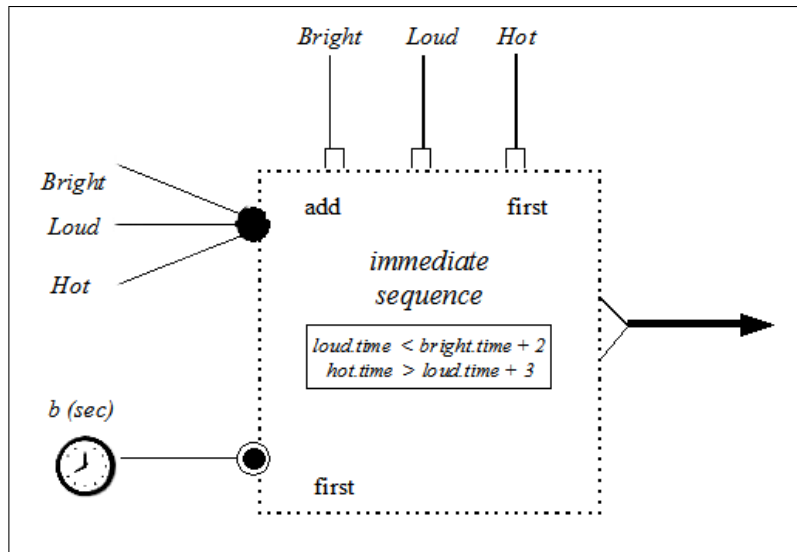 Bright Loud Hot
Bright
Loud
Hot
add first
immediate
sequence
loud.time < bright.time + 2
hot.time > loud.time + 3
b (sec)
first